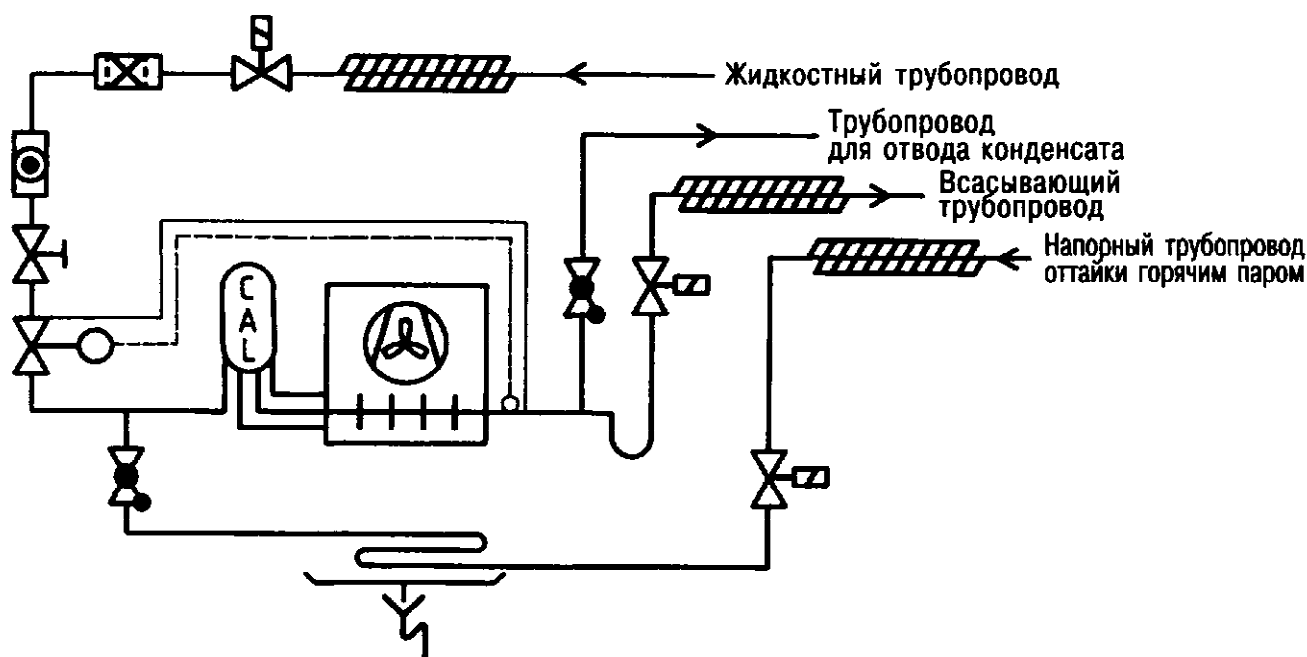 Жидкостный трубопровод
Трубопровод
для отвода конденсата
Всасывающий
трубопровод
Напорный трубопровод
оттайки горячим паром
C
A
L